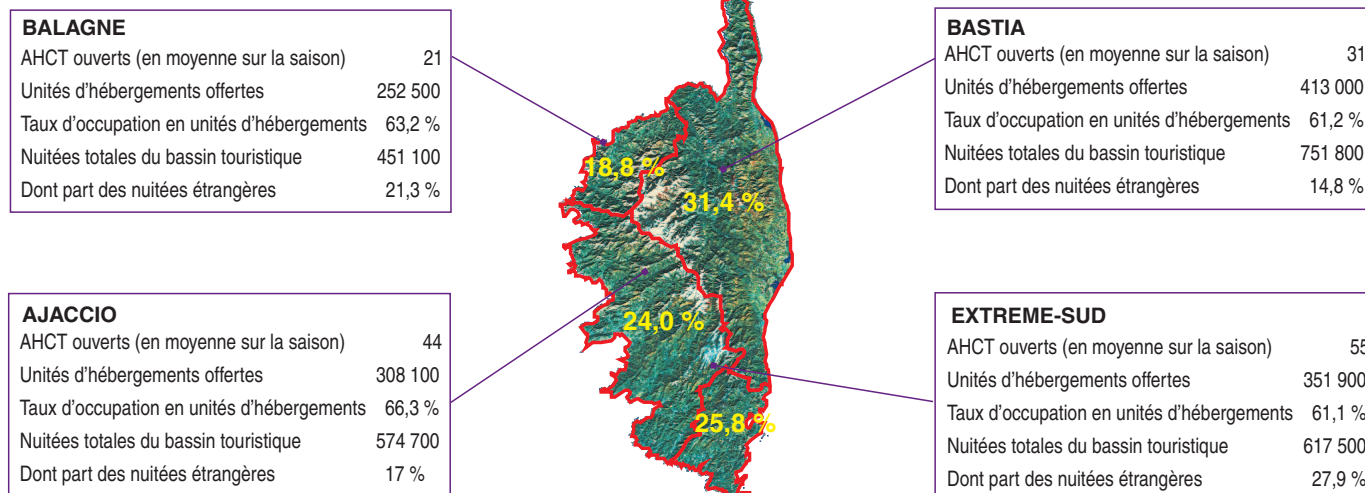 BALAGNE
AHCT ouverts (en moyenne sur la saison) 21
Unités d'hébergements offertes 252 500
Taux d'occupation en unités d'hébergements 63,2 %
Nuitées totales du bassin touristique 451 100
Dont part des nuitées étrangères 21,3 %
BASTIA
AHCT ouverts (en moyenne sur la saison) 31
Unités d'hébergements offertes 413 000
Taux d'occupation en unités d'hébergements 61,2 %
Nuitées totales du bassin touristique 751 800
Dont part des nuitées étrangères 14,8 %
18,8 %
31,4 %
24,0 %
25,8 %
AJACCIO
AHCT ouverts (en moyenne sur la saison) 44
Unités d'hébergements offertes 308 100
Taux d'occupation en unités d'hébergements 66,3 %
Nuitées totales du bassin touristique 574 700
Dont part des nuitées étrangères 17 %
EXTREME-SUD
AHCT ouverts (en moyenne sur la saison) 55
Unités d'hébergements offertes 351 900
Taux d'occupation en unités d'hébergements 61,1 %
Nuitées totales du bassin touristique 617 500
Dont part des nuitées étrangères 27,9 %